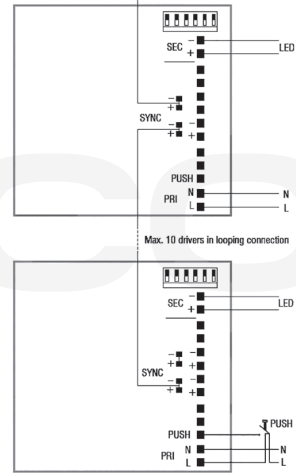 SEC - LED
+
SYNC - +
- + - +
PUSH
PRI N N
L L
Max. 10 drivers in looping connection
SEC - LED
+
- + - +
SYNC - + - +
PUSH PUSH
PRI N N
L L